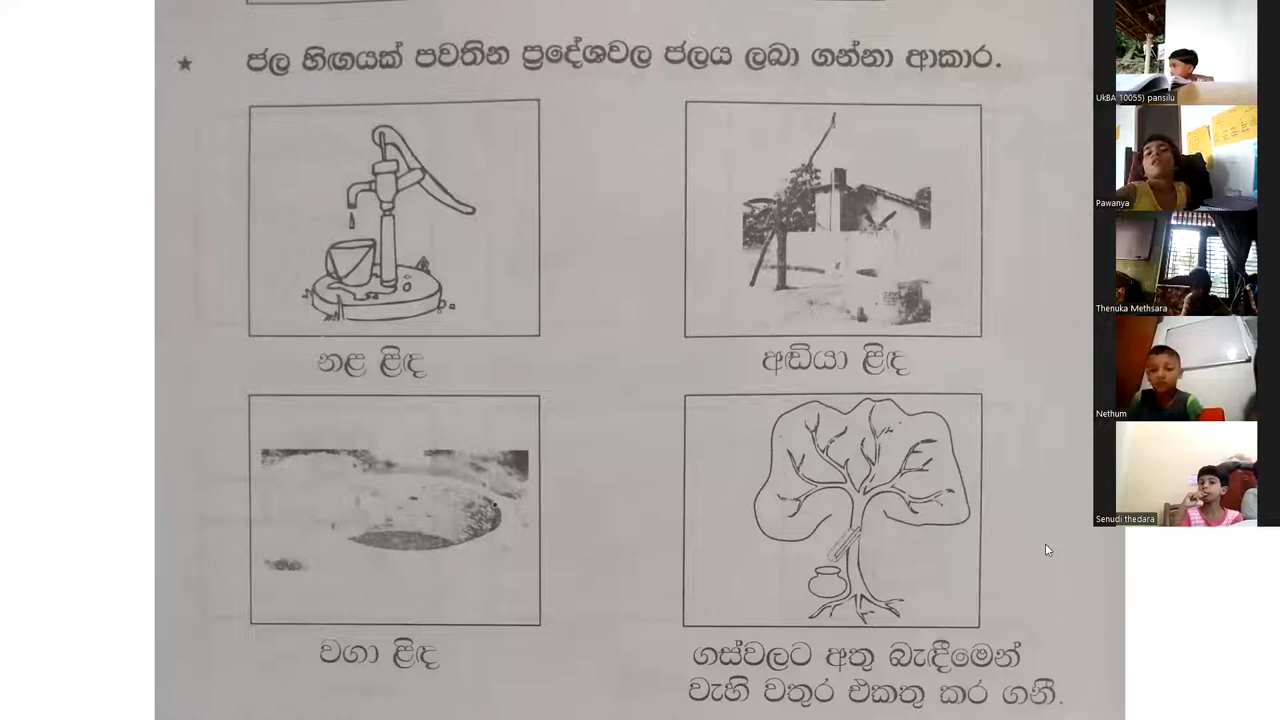 ★ ජල හිඟයක් පවතින ප්‍රදේශවල ජලය ලබා ගන්නා ආකාර.
නළ ළිඳ
අඬියා ළිඳ
වගා ළිඳ
ගස්වලට අතු බැඳීමෙන්
වැහි වතුර එකතු කර ගනී.
UkBA 10055) pansilu
Pawanya
Thenuka Methsara
Nethum
Senudi thedara